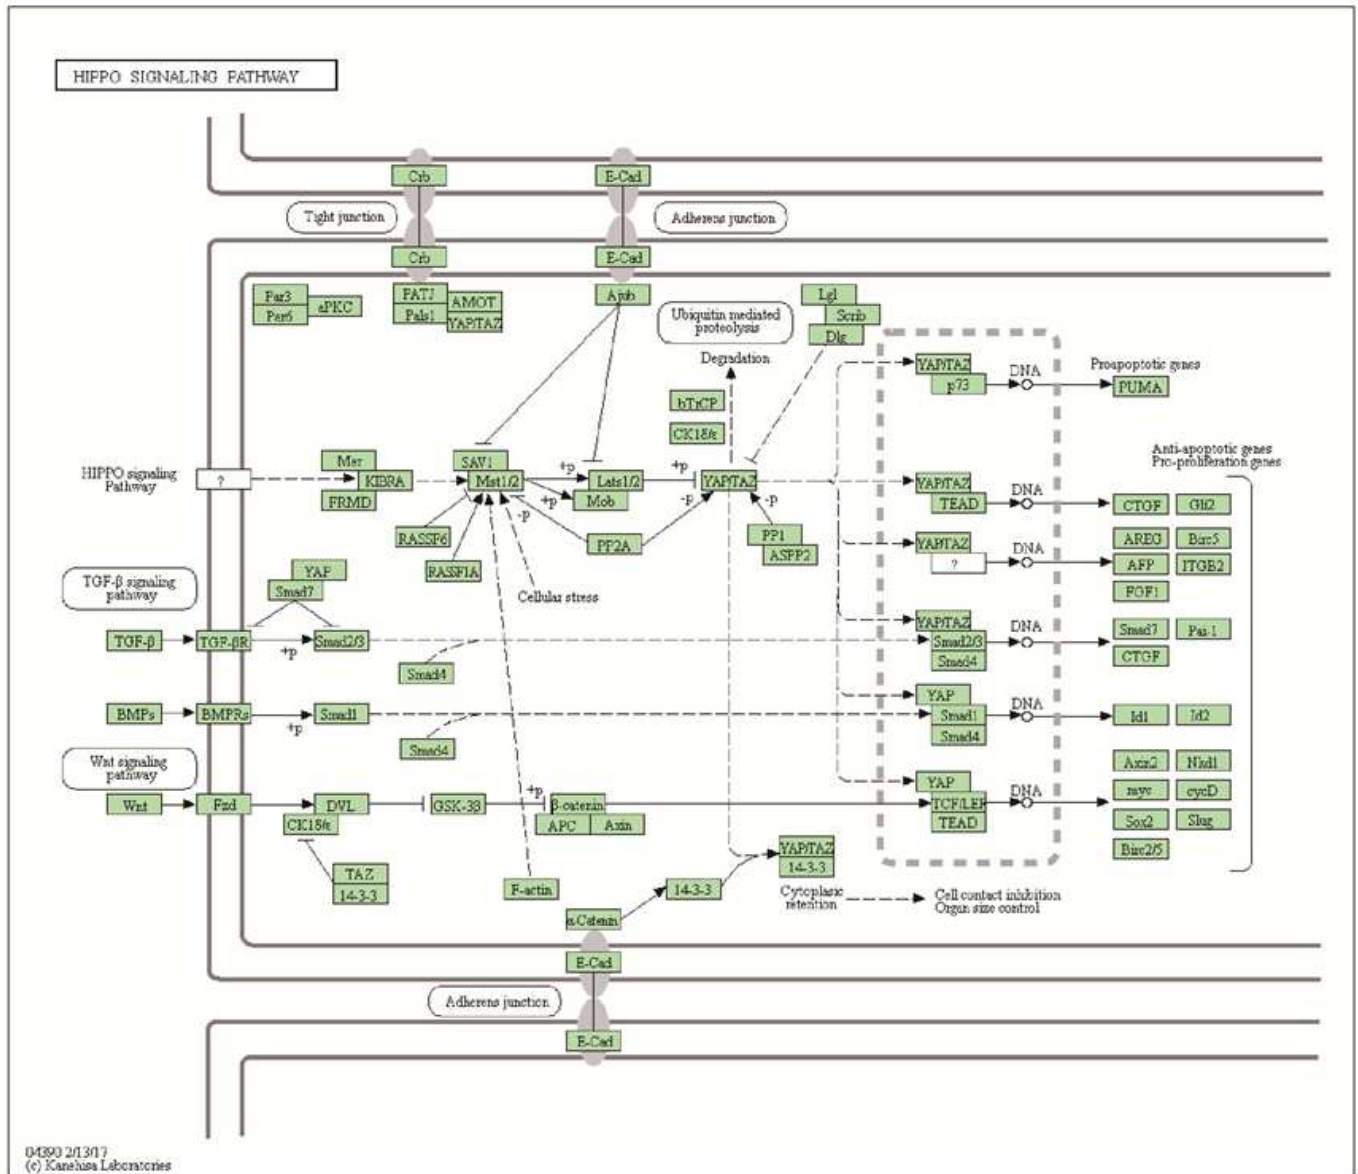 HIPPO SIGNALING PATHWAY
Crb
E-Cad
Tight junction
Adherens junction
Crb
E-Cad
Par3
Par6
aPKC
PATJ
Pals1
AMOT
YAP/TAZ
Ajub
Ubiquitin mediated
proteolysis
Lgl
Scrib
Dlg
Degradation
YAP/TAZ
p73
DNA
Proapoptotic genes
PUMA
bTrCP
CK1δ/ε
Anti-apoptotic genes
Pro-proliferation genes
HIPPO signaling
Pathway
?
Mer
KIBRA
FRMD
SAV1
Mst1/2
+p
+p
-p
Lats1/2
Mob
+p
-p
YAP/TAZ
-p
YAP/TAZ
TEAD
DNA
CTGF
Gli2
RASSF6
RASSF1A
PP2A
PP1
ASPP2
YAP/TAZ
?
DNA
AREG
Birc5
AFP
ITGB2
FGF1
Cellular stress
TGF-β signaling
pathway
YAP
Smad7
TGF-β
TGF-βR
+p
Smad2/3
Smad4
YAP/TAZ
Smad2/3
Smad4
DNA
Smad7
Pai-1
CTGF
BMPs
BMPRs
+p
Smad1
Smad4
YAP
Smad1
Smad4
DNA
Id1
Id2
Wnt signaling
pathway
Wnt
Fzd
DVL
CK1δ/ε
GSK-3β
+p
β-catenin
APC
Axin
YAP
TCF/LEF
TEAD
DNA
Axin2
Nkd1
myc
cycD
Sox2
Slug
Birc2/5
TAZ
14-3-3
F-actin
α-Catenin
14-3-3
YAP/TAZ
14-3-3
Cytoplasic
retention
Cell contact inhibition
Organ size control
E-Cad
Adherens junction
E-Cad
04390 2/13/17
(c) Kanehisa Laboratories